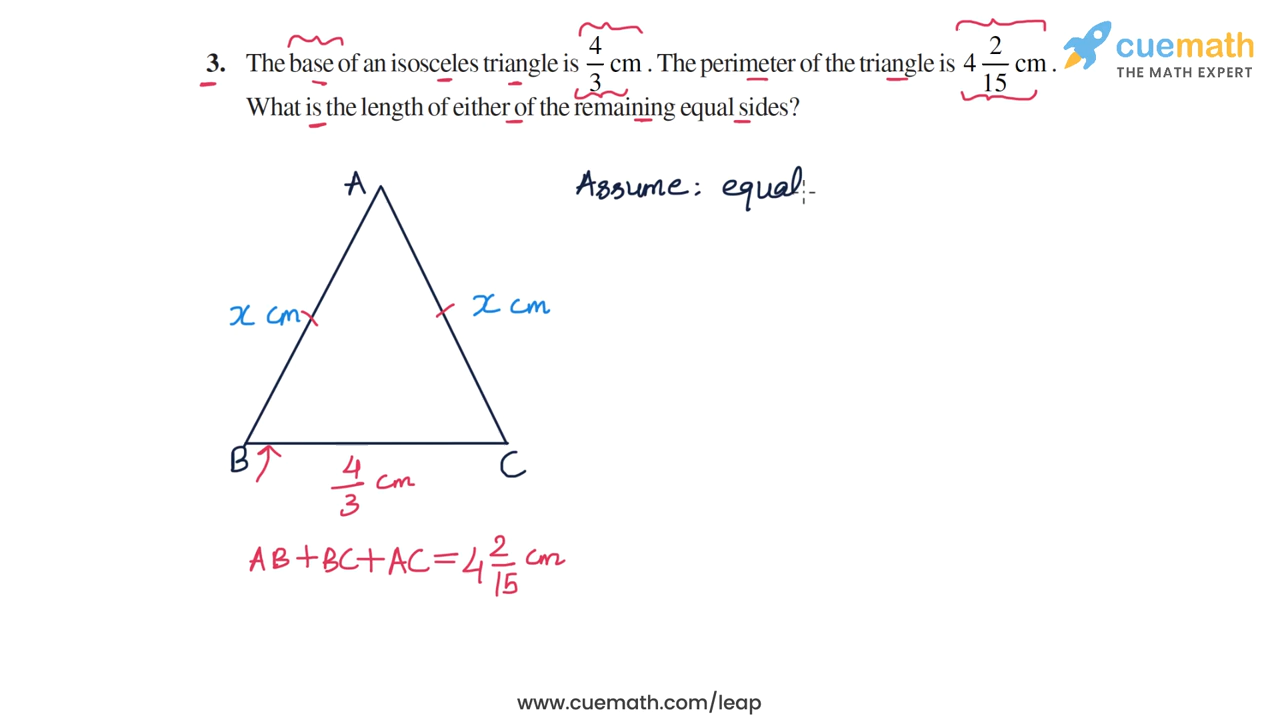 3. The base of an isosceles triangle is 4/3 cm. The perimeter of the triangle is 4 2/15 cm.
What is the length of either of the remaining equal sides?
cuemath
THE MATH EXPERT
A
Assume: equal
x cm
x cm
B
C
4/3 cm
AB+BC+AC=4 2/15 cm
www.cuemath.com/leap